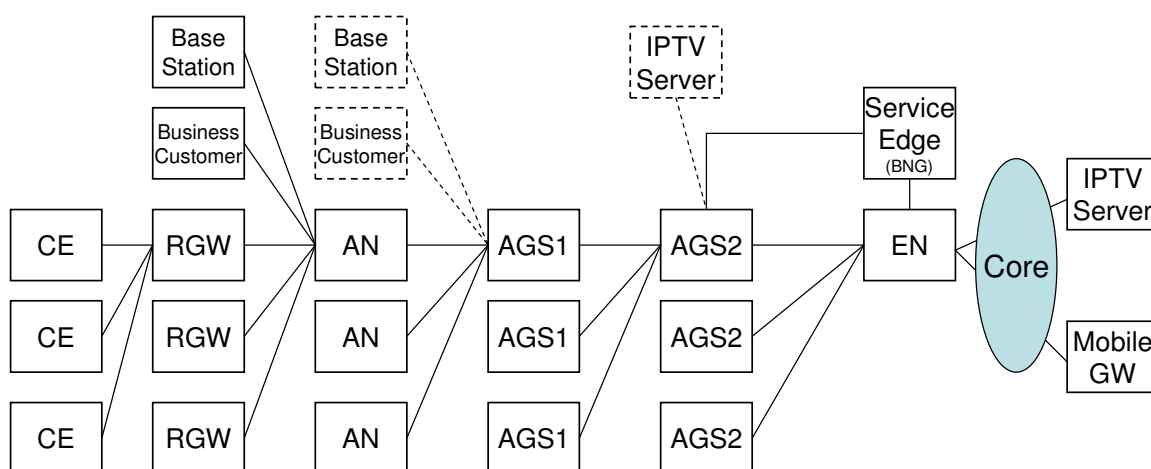 Base
Station
Base
Station
IPTV
Server
Business
Customer
Business
Customer
Service
Edge
(BNG)
IPTV
Server
CE
RGW
AN
AGS1
AGS2
EN
Core
CE
RGW
AN
AGS1
AGS2
Mobile
GW
CE
RGW
AN
AGS1
AGS2